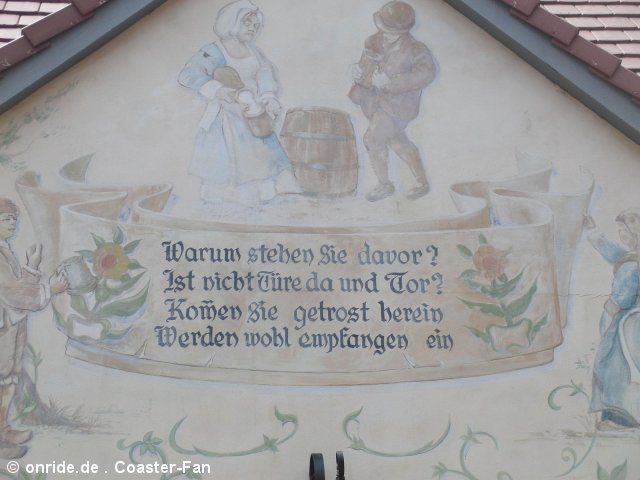 Warum stehen Sie davor?
Ist nicht Türe da und Tor?
Kom̄en Sie getrost herein
Werden wohl empfangen ein
© onride.de . Coaster-Fan